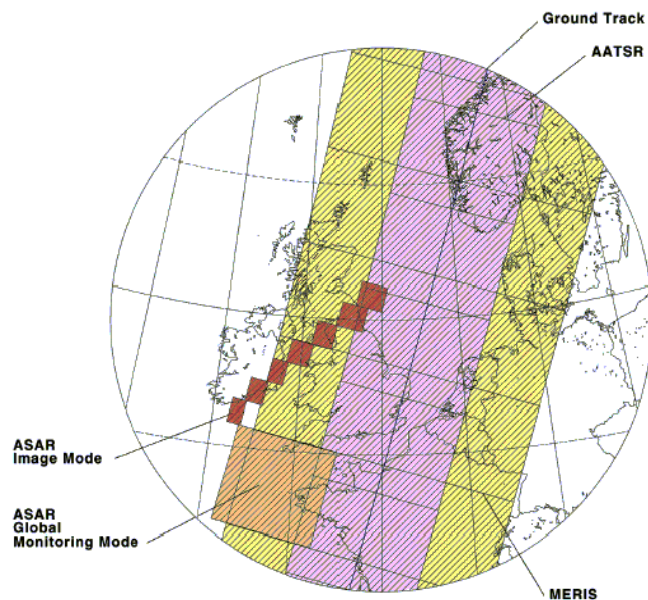 Ground Track
AATSR
ASAR
Image Mode
ASAR
Global
Monitoring Mode
MERIS